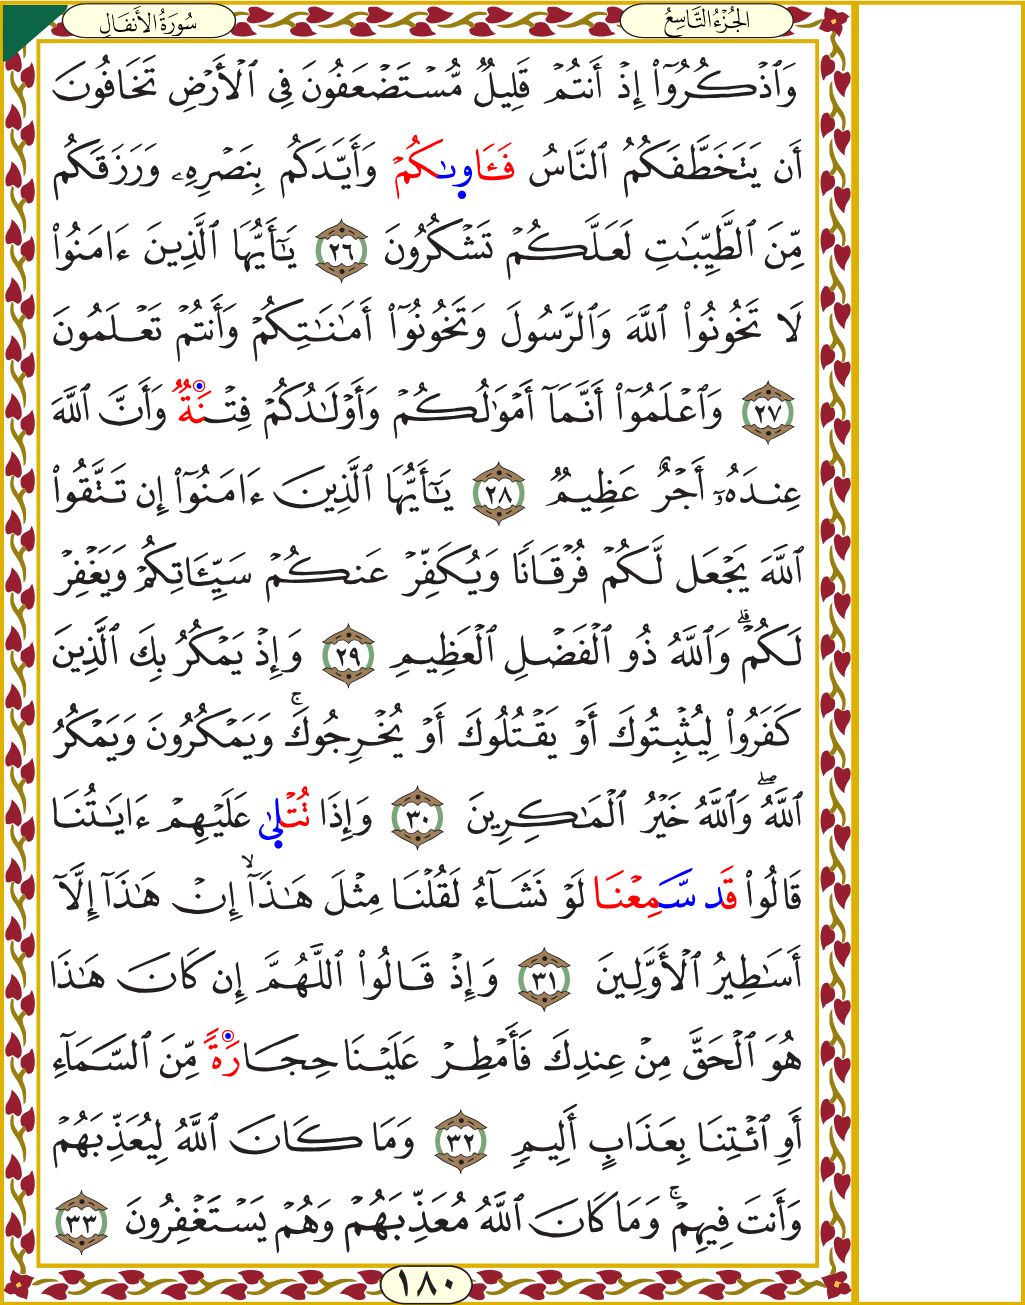 الجُزْءُ التَّاسِعُ
سُورَةُ الأَنفَالِ
وَٱذْكُرُوٓا۟ إِذْ أَنتُمْ قَلِيلٌ مُّسْتَضْعَفُونَ فِى ٱلْأَرْضِ تَخَافُونَ
أَن يَتَخَطَّفَكُمُ ٱلنَّاسُ فَـَٔاوىٰكُمْ وَأَيَّدَكُم بِنَصْرِهِۦ وَرَزَقَكُم
مِّنَ ٱلطَّيِّبَـٰتِ لَعَلَّكُمْ تَشْكُرُونَ ٢٦ يَـٰٓأَيُّهَا ٱلَّذِينَ ءَامَنُوا۟
لَا تَخُونُوا۟ ٱللَّهَ وَٱلرَّسُولَ وَتَخُونُوٓا۟ أَمَـٰنَـٰتِكُمْ وَأَنتُمْ تَعْلَمُونَ
٢٧ وَٱعْلَمُوٓا۟ أَنَّمَآ أَمْوَٰلُكُمْ وَأَوْلَـٰدُكُمْ فِتْنَةٌ وَأَنَّ ٱللَّهَ
عِندَهُۥٓ أَجْرٌ عَظِيمٌ ٢٨ يَـٰٓأَيُّهَا ٱلَّذِينَ ءَامَنُوٓا۟ إِن تَتَّقُوا۟
ٱللَّهَ يَجْعَل لَّكُمْ فُرْقَانًا وَيُكَفِّرْ عَنكُمْ سَيِّـَٔاتِكُمْ وَيَغْفِرْ
لَكُمْ ۗ وَٱللَّهُ ذُو ٱلْفَضْلِ ٱلْعَظِيمِ ٢٩ وَإِذْ يَمْكُرُ بِكَ ٱلَّذِينَ
كَفَرُوا۟ لِيُثْبِتُوكَ أَوْ يَقْتُلُوكَ أَوْ يُخْرِجُوكَ ۚ وَيَمْكُرُونَ وَيَمْكُرُ
ٱللَّهُ ۖ وَٱللَّهُ خَيْرُ ٱلْمَـٰكِرِينَ ٣٠ وَإِذَا تُتْلىٰ عَلَيْهِمْ ءَايَـٰتُنَا
قَالُوا۟ قَد سَّمِعْنَا لَوْ نَشَآءُ لَقُلْنَا مِثْلَ هَـٰذَآ ۙ إِنْ هَـٰذَآ إِلَّآ
أَسَـٰطِيرُ ٱلْأَوَّلِينَ ٣١ وَإِذْ قَالُوا۟ ٱللَّهُمَّ إِن كَانَ هَـٰذَا
هُوَ ٱلْحَقَّ مِنْ عِندِكَ فَأَمْطِرْ عَلَيْنَا حِجَارَةً مِّنَ ٱلسَّمَآءِ
أَوِ ٱئْتِنَا بِعَذَابٍ أَلِيمٍ ٣٢ وَمَا كَانَ ٱللَّهُ لِيُعَذِّبَهُمْ
وَأَنتَ فِيهِمْ ۚ وَمَا كَانَ ٱللَّهُ مُعَذِّبَهُمْ وَهُمْ يَسْتَغْفِرُونَ ٣٣
١٨٠